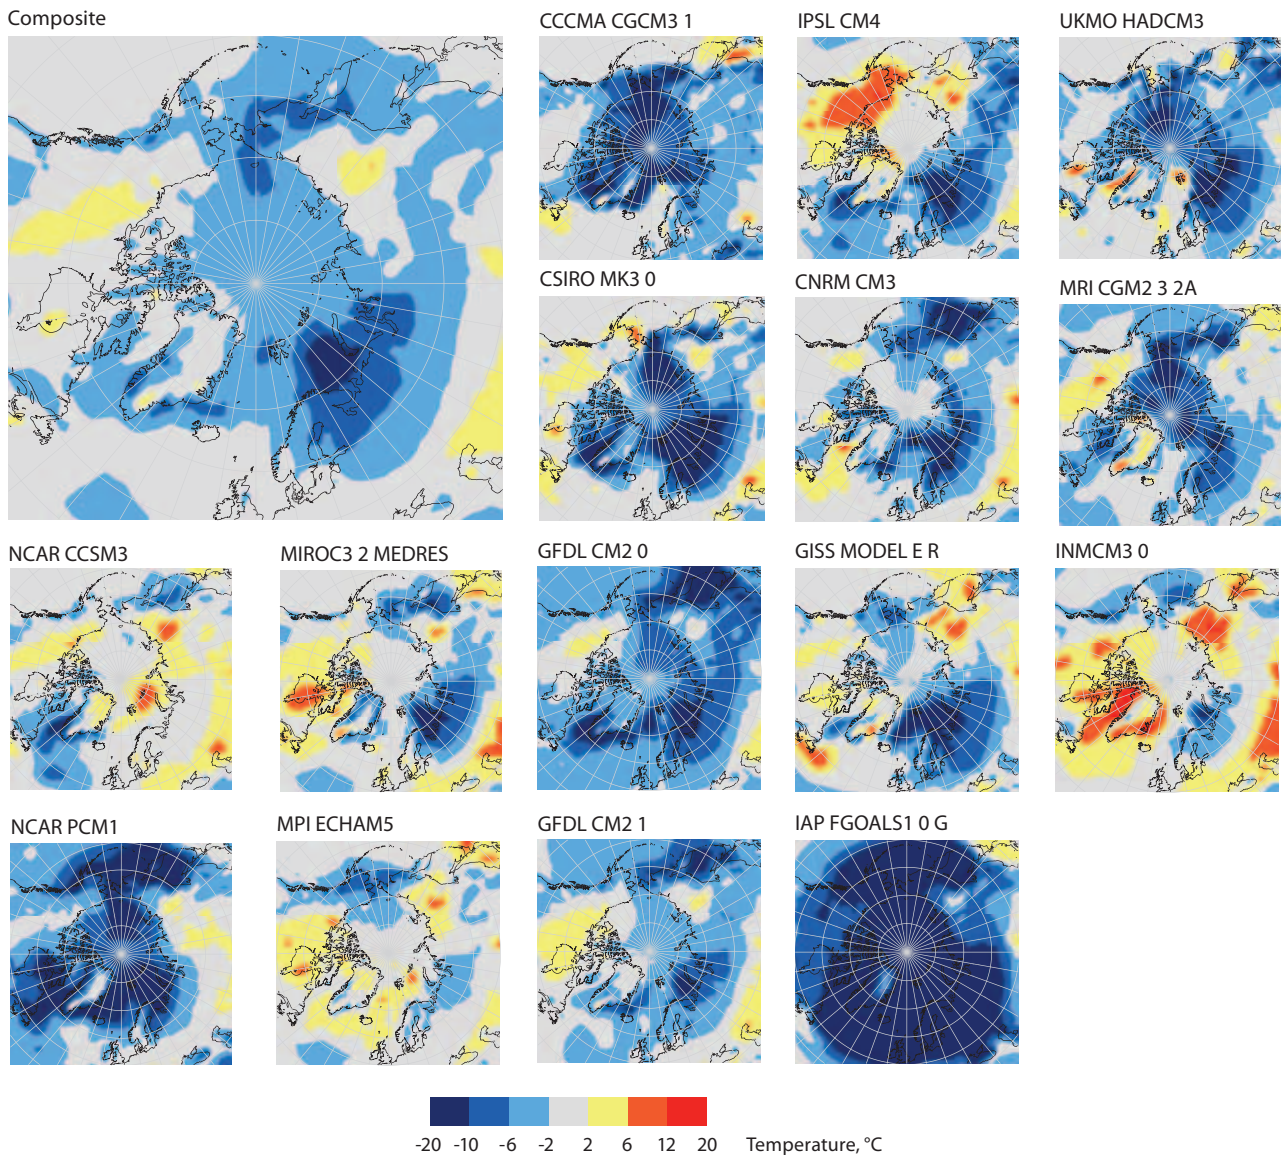 Composite
CCCMA CGCM3 1
IPSL CM4
UKMO HADCM3
CSIRO MK3 0
CNRM CM3
MRI CGM2 3 2A
NCAR CCSM3
MIROC3 2 MEDRES
GFDL CM2 0
GISS MODEL E R
INMCM3 0
NCAR PCM1
MPI ECHAM5
GFDL CM2 1
IAP FGOALS1 0 G
-20 -10 -6 -2 2 6 12 20 Temperature, °C